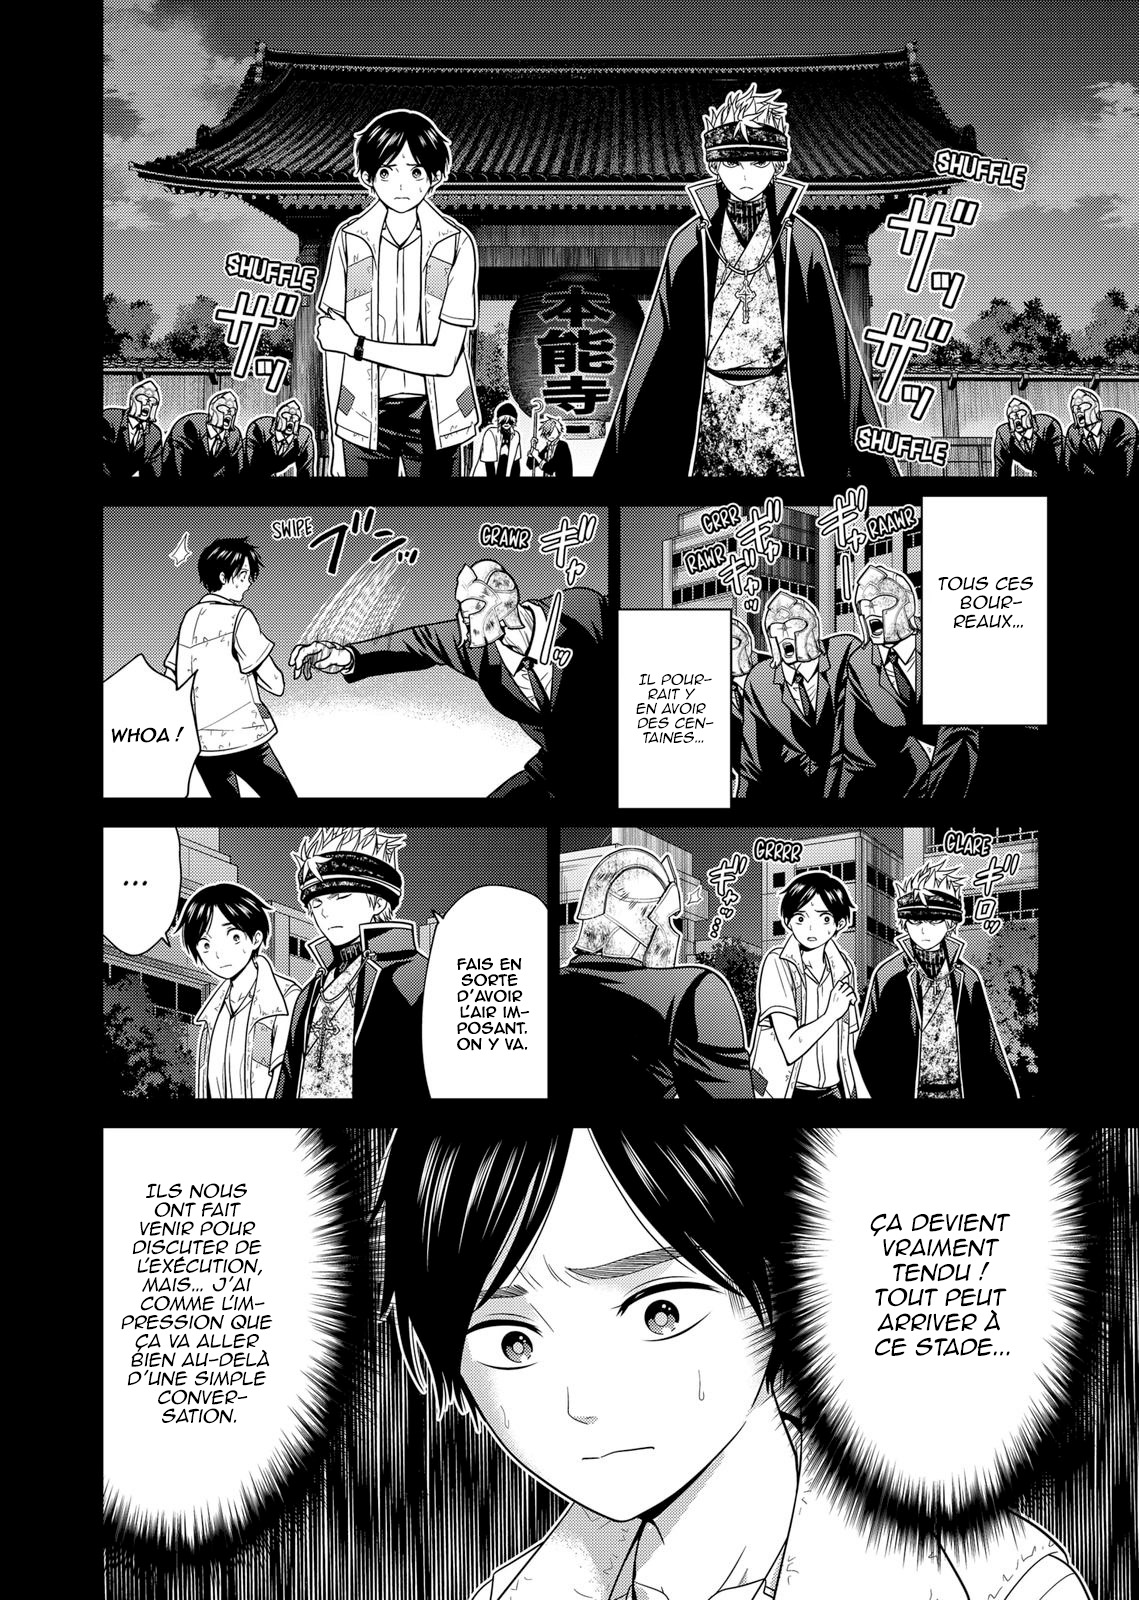 SHUFFLE
ザッ
SHUFFLE
ザッ
ザッ
SHUFFLE
本能寺
TOUS CES
BOUR-
REAUX...
RAAWR
ギャー
GRRR
ギャ
RAWR
ギャ
IL POUR-
RAIT Y
EN AVOIR
DES CEN-
TAINES...
GRAWR
ギャーッ
SWIPE
ブンッ
WHOA !
GLARE
ギロッ
GRRRR
ギャッ...
FAIS EN
SORTE
D'AVOIR
L'AIR IM-
POSANT.
ON Y VA.
...
ÇA DEVIENT
VRAIMENT
TENDU !
TOUT PEUT
ARRIVER À
CE STADE...
ILS NOUS
ONT FAIT
VENIR POUR
DISCUTER DE
L'EXÉCUTION,
MAIS... J'AI
COMME L'IM-
PRESSION QUE
ÇA VA ALLER
BIEN AU-DELÀ
D'UNE SIMPLE
CONVER-
SATION.